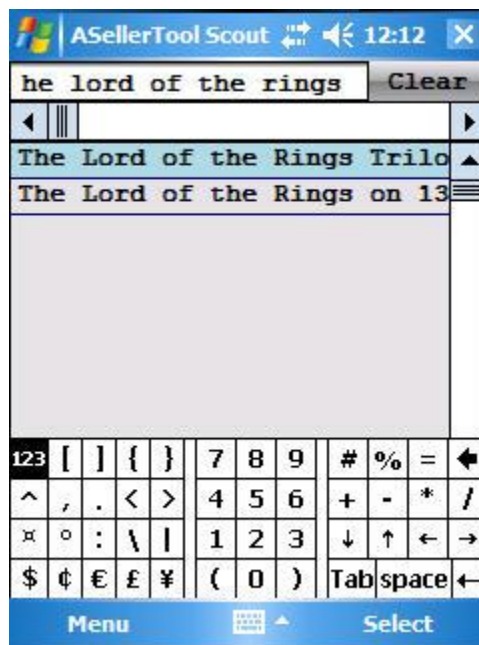 ASellerTool Scout 12:12
he lord of the rings Clear
The Lord of the Rings Trilo
The Lord of the Rings on 13
123 [ ] { } 7 8 9 # % = ←
^ , . < > 4 5 6 + - * /
¤ ° : \ | 1 2 3 ↓ ↑ ← →
$ ¢ € £ ¥ ( 0 ) Tab space ←
Menu Select